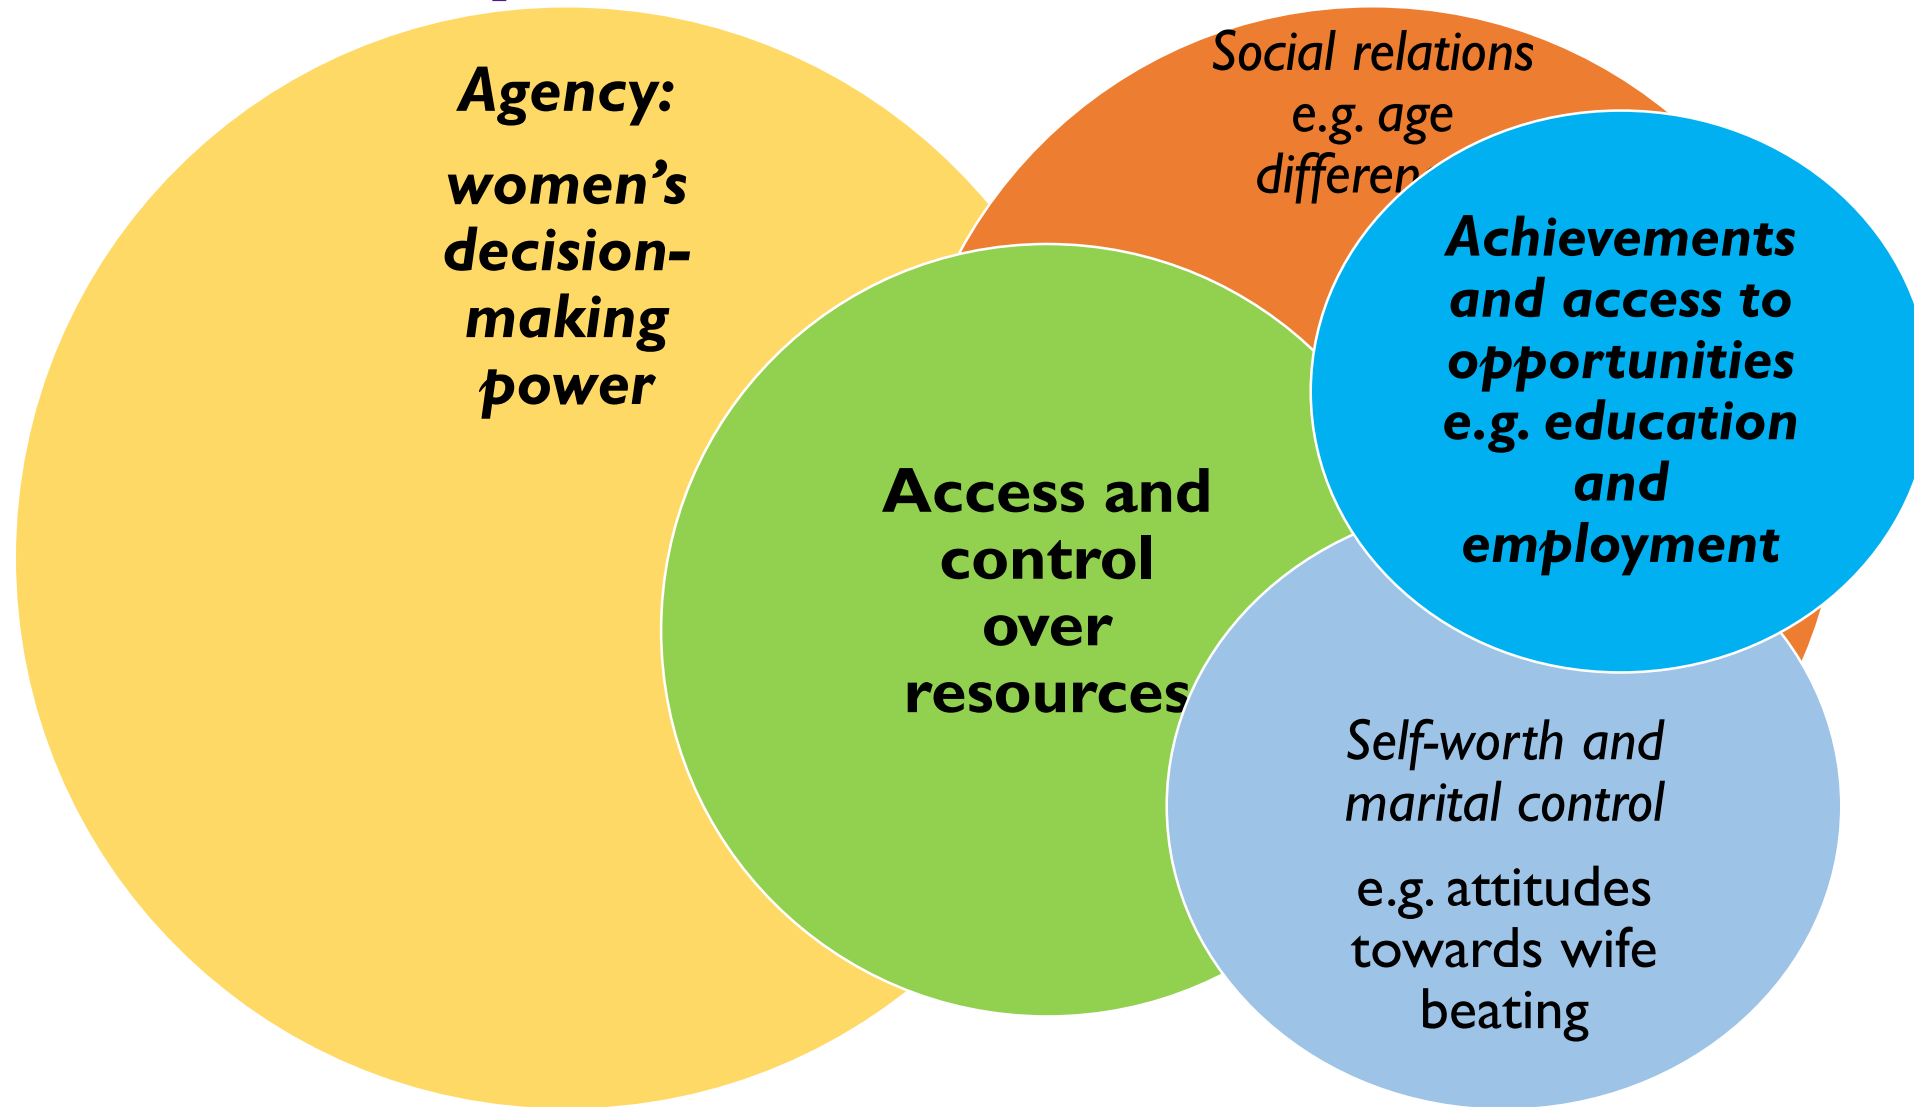 Agency:
women’s
decision-
making
power
Social relations
e.g. age
Access and
control
over
resources
Achievements
and access to
opportunities
e.g. education
and
employment
Self-worth and
marital control
e.g. attitudes
towards wife
beating